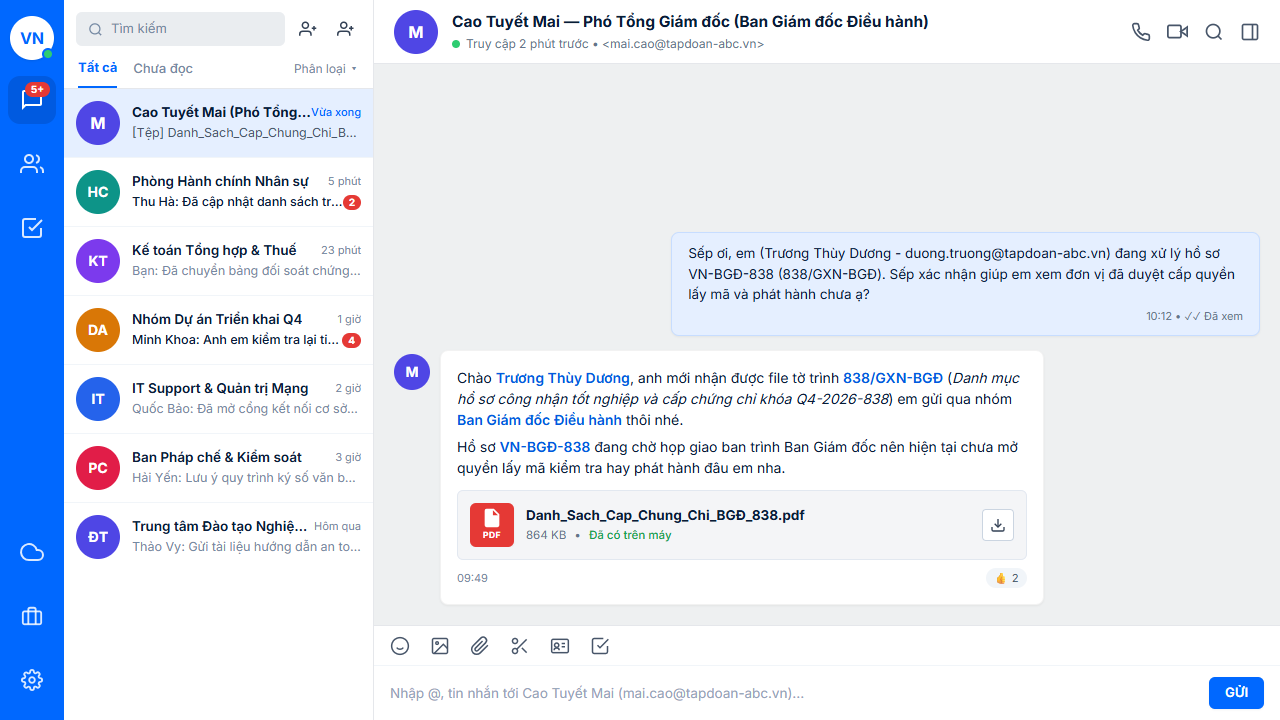 VN
5+
Tìm kiếm
Tất cả
Chưa đọc
Phân loại
M
Cao Tuyết Mai (Phó Tổng...
Vừa xong
[Tệp] Danh_Sach_Cap_Chung_Chi_B...
HC
Phòng Hành chính Nhân sự
5 phút
Thu Hà: Đã cập nhật danh sách tr...
2
KT
Kế toán Tổng hợp & Thuế
23 phút
Bạn: Đã chuyển bảng đối soát chứng...
DA
Nhóm Dự án Triển khai Q4
1 giờ
Minh Khoa: Anh em kiểm tra lại ti...
4
IT
IT Support & Quản trị Mạng
2 giờ
Quốc Bảo: Đã mở cổng kết nối cơ sở...
PC
Ban Pháp chế & Kiểm soát
3 giờ
Hải Yến: Lưu ý quy trình ký số văn b...
ĐT
Trung tâm Đào tạo Nghiệ...
Hôm qua
Thảo Vy: Gửi tài liệu hướng dẫn an to...
M
Cao Tuyết Mai — Phó Tổng Giám đốc (Ban Giám đốc Điều hành)
Truy cập 2 phút trước • <mai.cao@tapdoan-abc.vn>
Sếp ơi, em (Trương Thùy Dương - duong.truong@tapdoan-abc.vn) đang xử lý hồ sơ
VN-BGĐ-838 (838/GXN-BGĐ). Sếp xác nhận giúp em xem đơn vị đã duyệt cấp quyền
lấy mã và phát hành chưa ạ?
10:12 • ✓✓ Đã xem
M
Chào Trương Thùy Dương, anh mới nhận được file tờ trình 838/GXN-BGĐ (Danh mục
hồ sơ công nhận tốt nghiệp và cấp chứng chỉ khóa Q4-2026-838) em gửi qua nhóm
Ban Giám đốc Điều hành thôi nhé.
Hồ sơ VN-BGĐ-838 đang chờ họp giao ban trình Ban Giám đốc nên hiện tại chưa mở
quyền lấy mã kiểm tra hay phát hành đâu em nha.
PDF
Danh_Sach_Cap_Chung_Chi_BGĐ_838.pdf
864 KB • Đã có trên máy
09:49
👍 2
Nhập @, tin nhắn tới Cao Tuyết Mai (mai.cao@tapdoan-abc.vn)...
GỬI